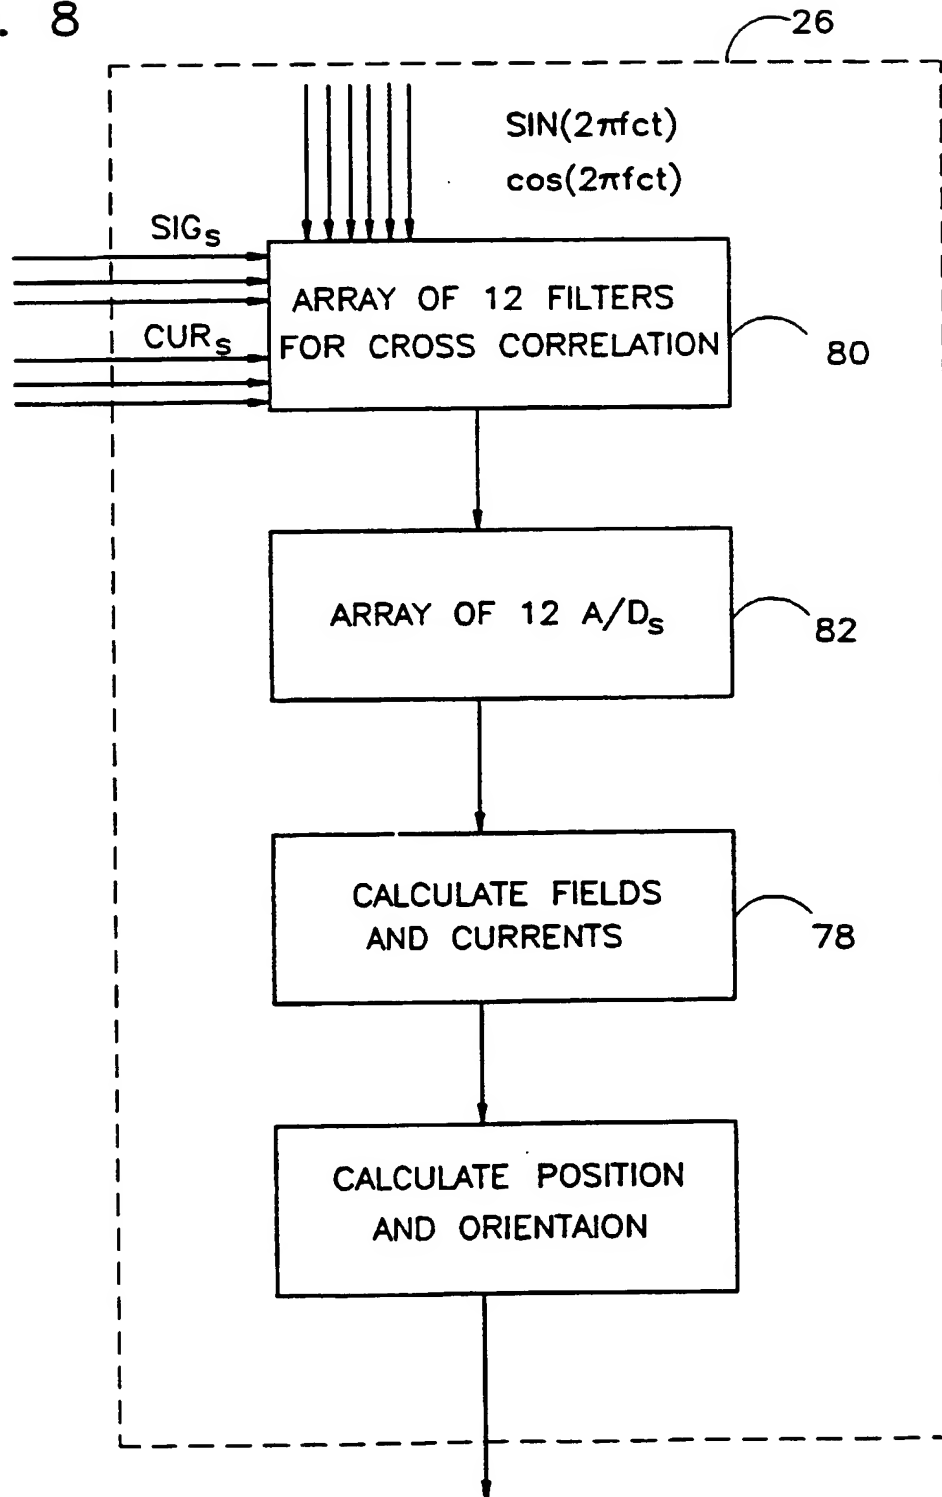 . 8
26
SIN(2πfct)
cos(2πfct)
SIGs
ARRAY OF 12 FILTERS
FOR CROSS CORRELATION
CURs
80
ARRAY OF 12 A/Ds
82
CALCULATE FIELDS
AND CURRENTS
78
CALCULATE POSITION
AND ORIENTAION